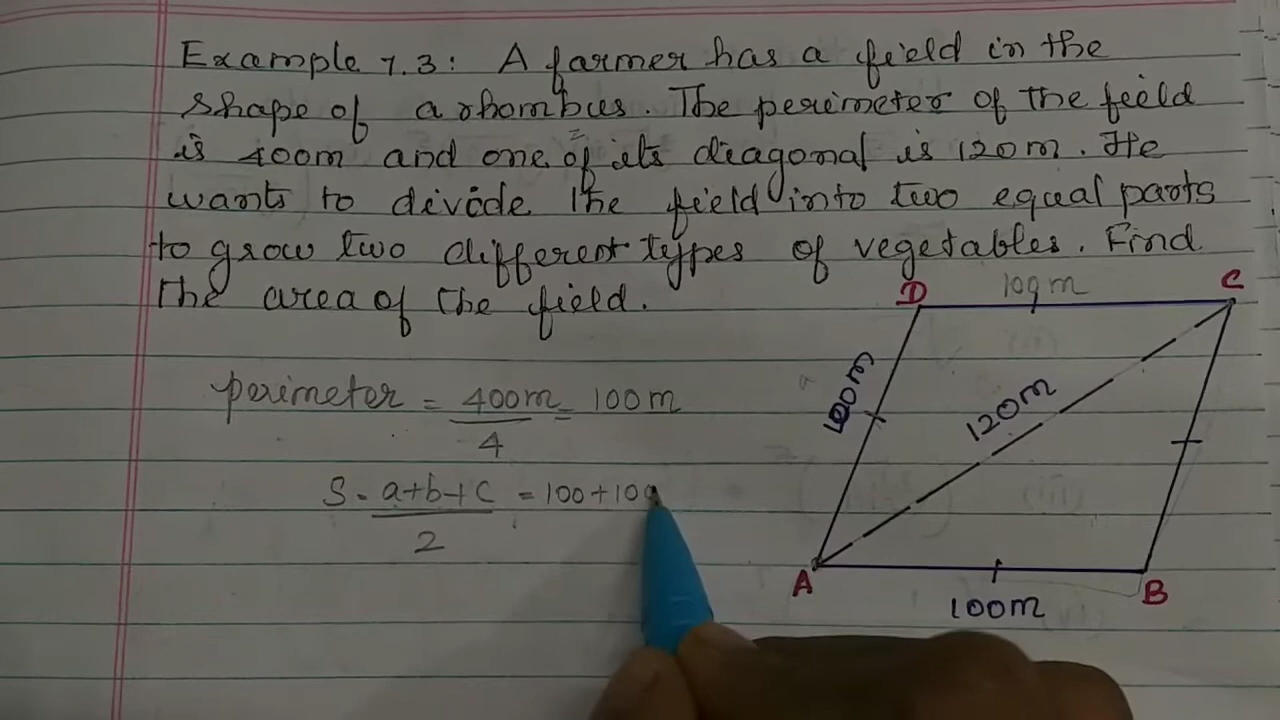 Example 7.3: A farmer has a field in the
shape of a rhombus. The perimeter of the field
is 400m and one of its diagonal is 120m. He
wants to divide the field into two equal parts
to grow two different types of vegetables. Find
the area of the field.
D 100m C
100m
120m
A B
100m
perimeter = 400m = 100m
4
S = a+b+c = 100+100
2